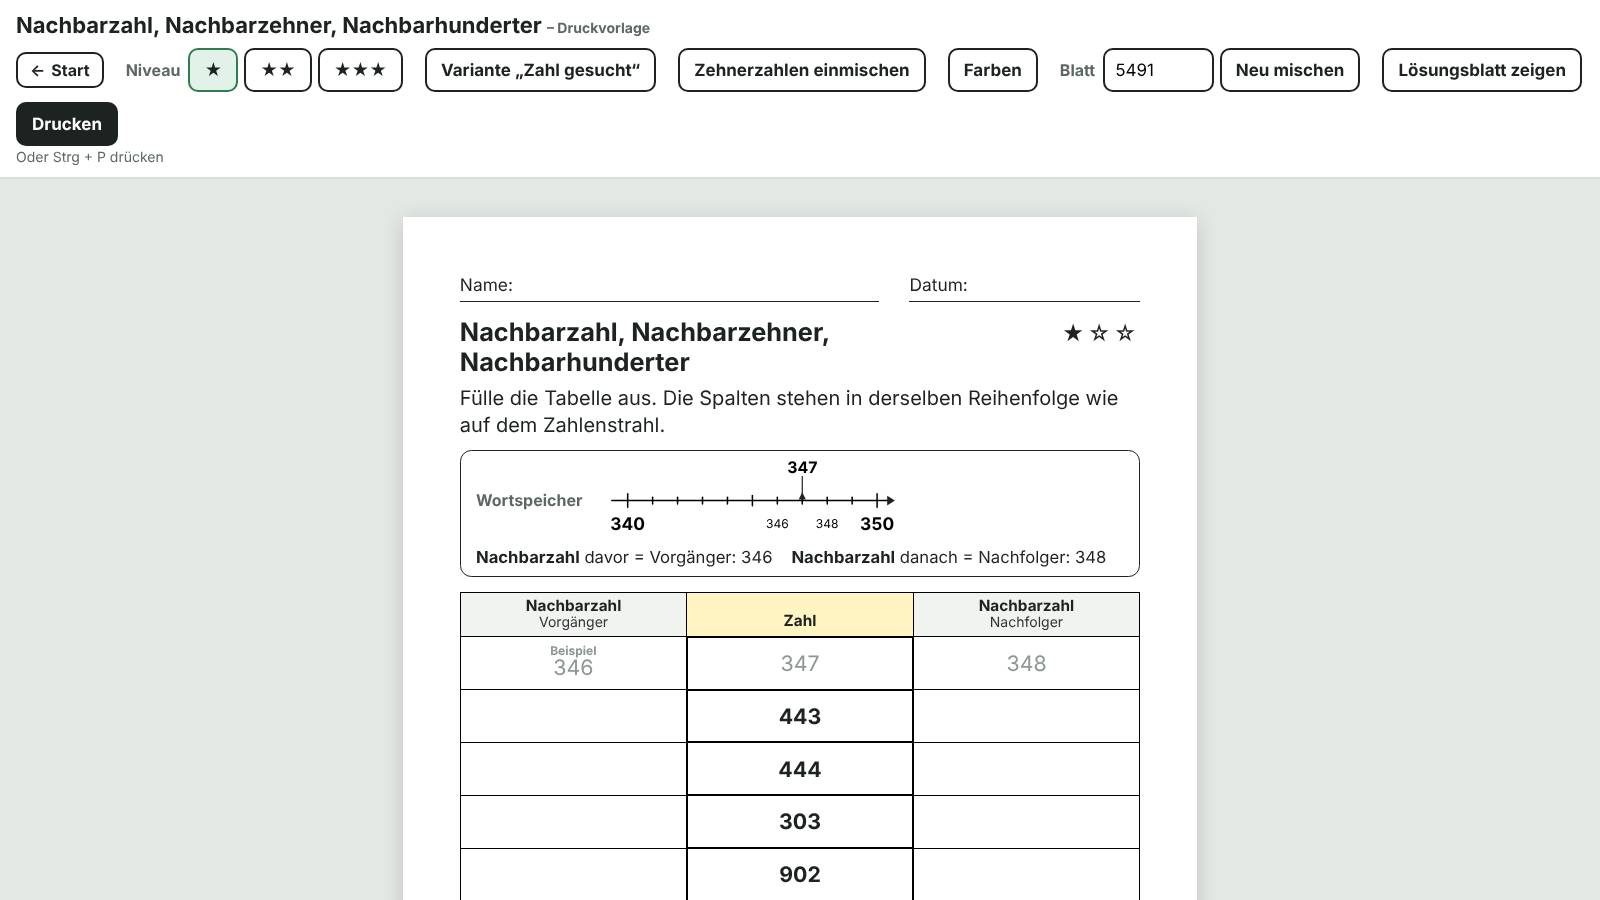 Nachbarzahl, Nachbarzehner, Nachbarhunderter – Druckvorlage
← Start Niveau ★ ★★ ★★★ Variante „Zahl gesucht“ Zehnerzahlen einmischen Farben Blatt 5491 Neu mischen Lösungsblatt zeigen
Drucken
Oder Strg + P drücken
Name: Datum:
Nachbarzahl, Nachbarzehner, ★ ☆ ☆
Nachbarhunderter
Fülle die Tabelle aus. Die Spalten stehen in derselben Reihenfolge wie
auf dem Zahlenstrahl.
347
Wortspeicher
340 346 348 350
Nachbarzahl davor = Vorgänger: 346 Nachbarzahl danach = Nachfolger: 348
Nachbarzahl Zahl Nachbarzahl
Vorgänger Nachfolger
Beispiel
346 347 348
443
444
303
902